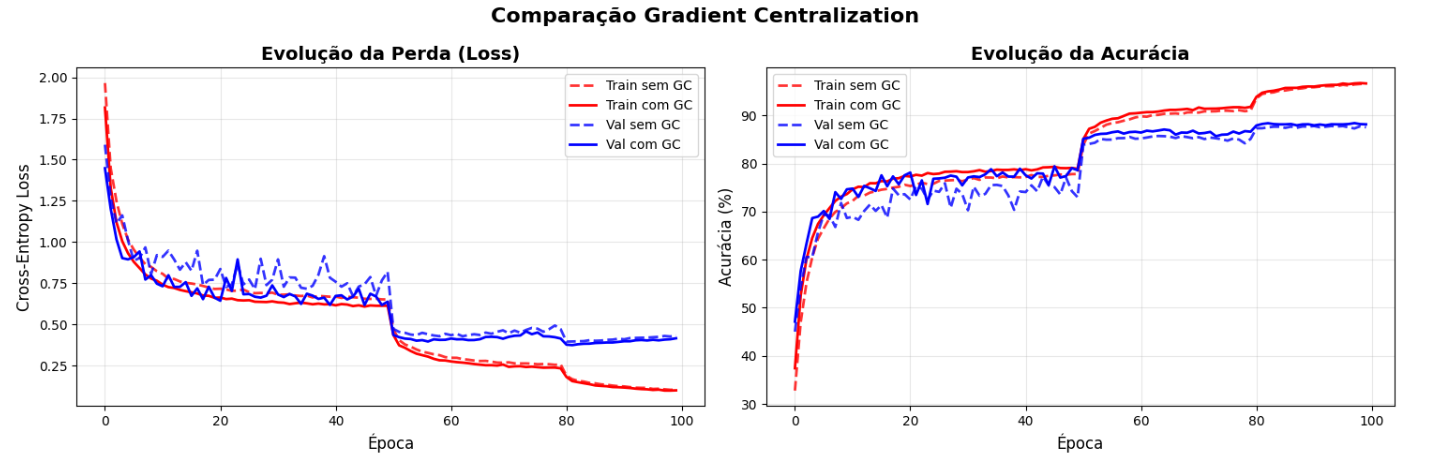 Comparação Gradient Centralization
Evolução da Perda (Loss)
Cross-Entropy Loss
2.00
1.75
1.50
1.25
1.00
0.75
0.50
0.25
Train sem GC
Train com GC
Val sem GC
Val com GC
0
20
40
60
80
100
Época
Evolução da Acurácia
Acurácia (%)
90
80
70
60
50
40
30
Train sem GC
Train com GC
Val sem GC
Val com GC
0
20
40
60
80
100
Época